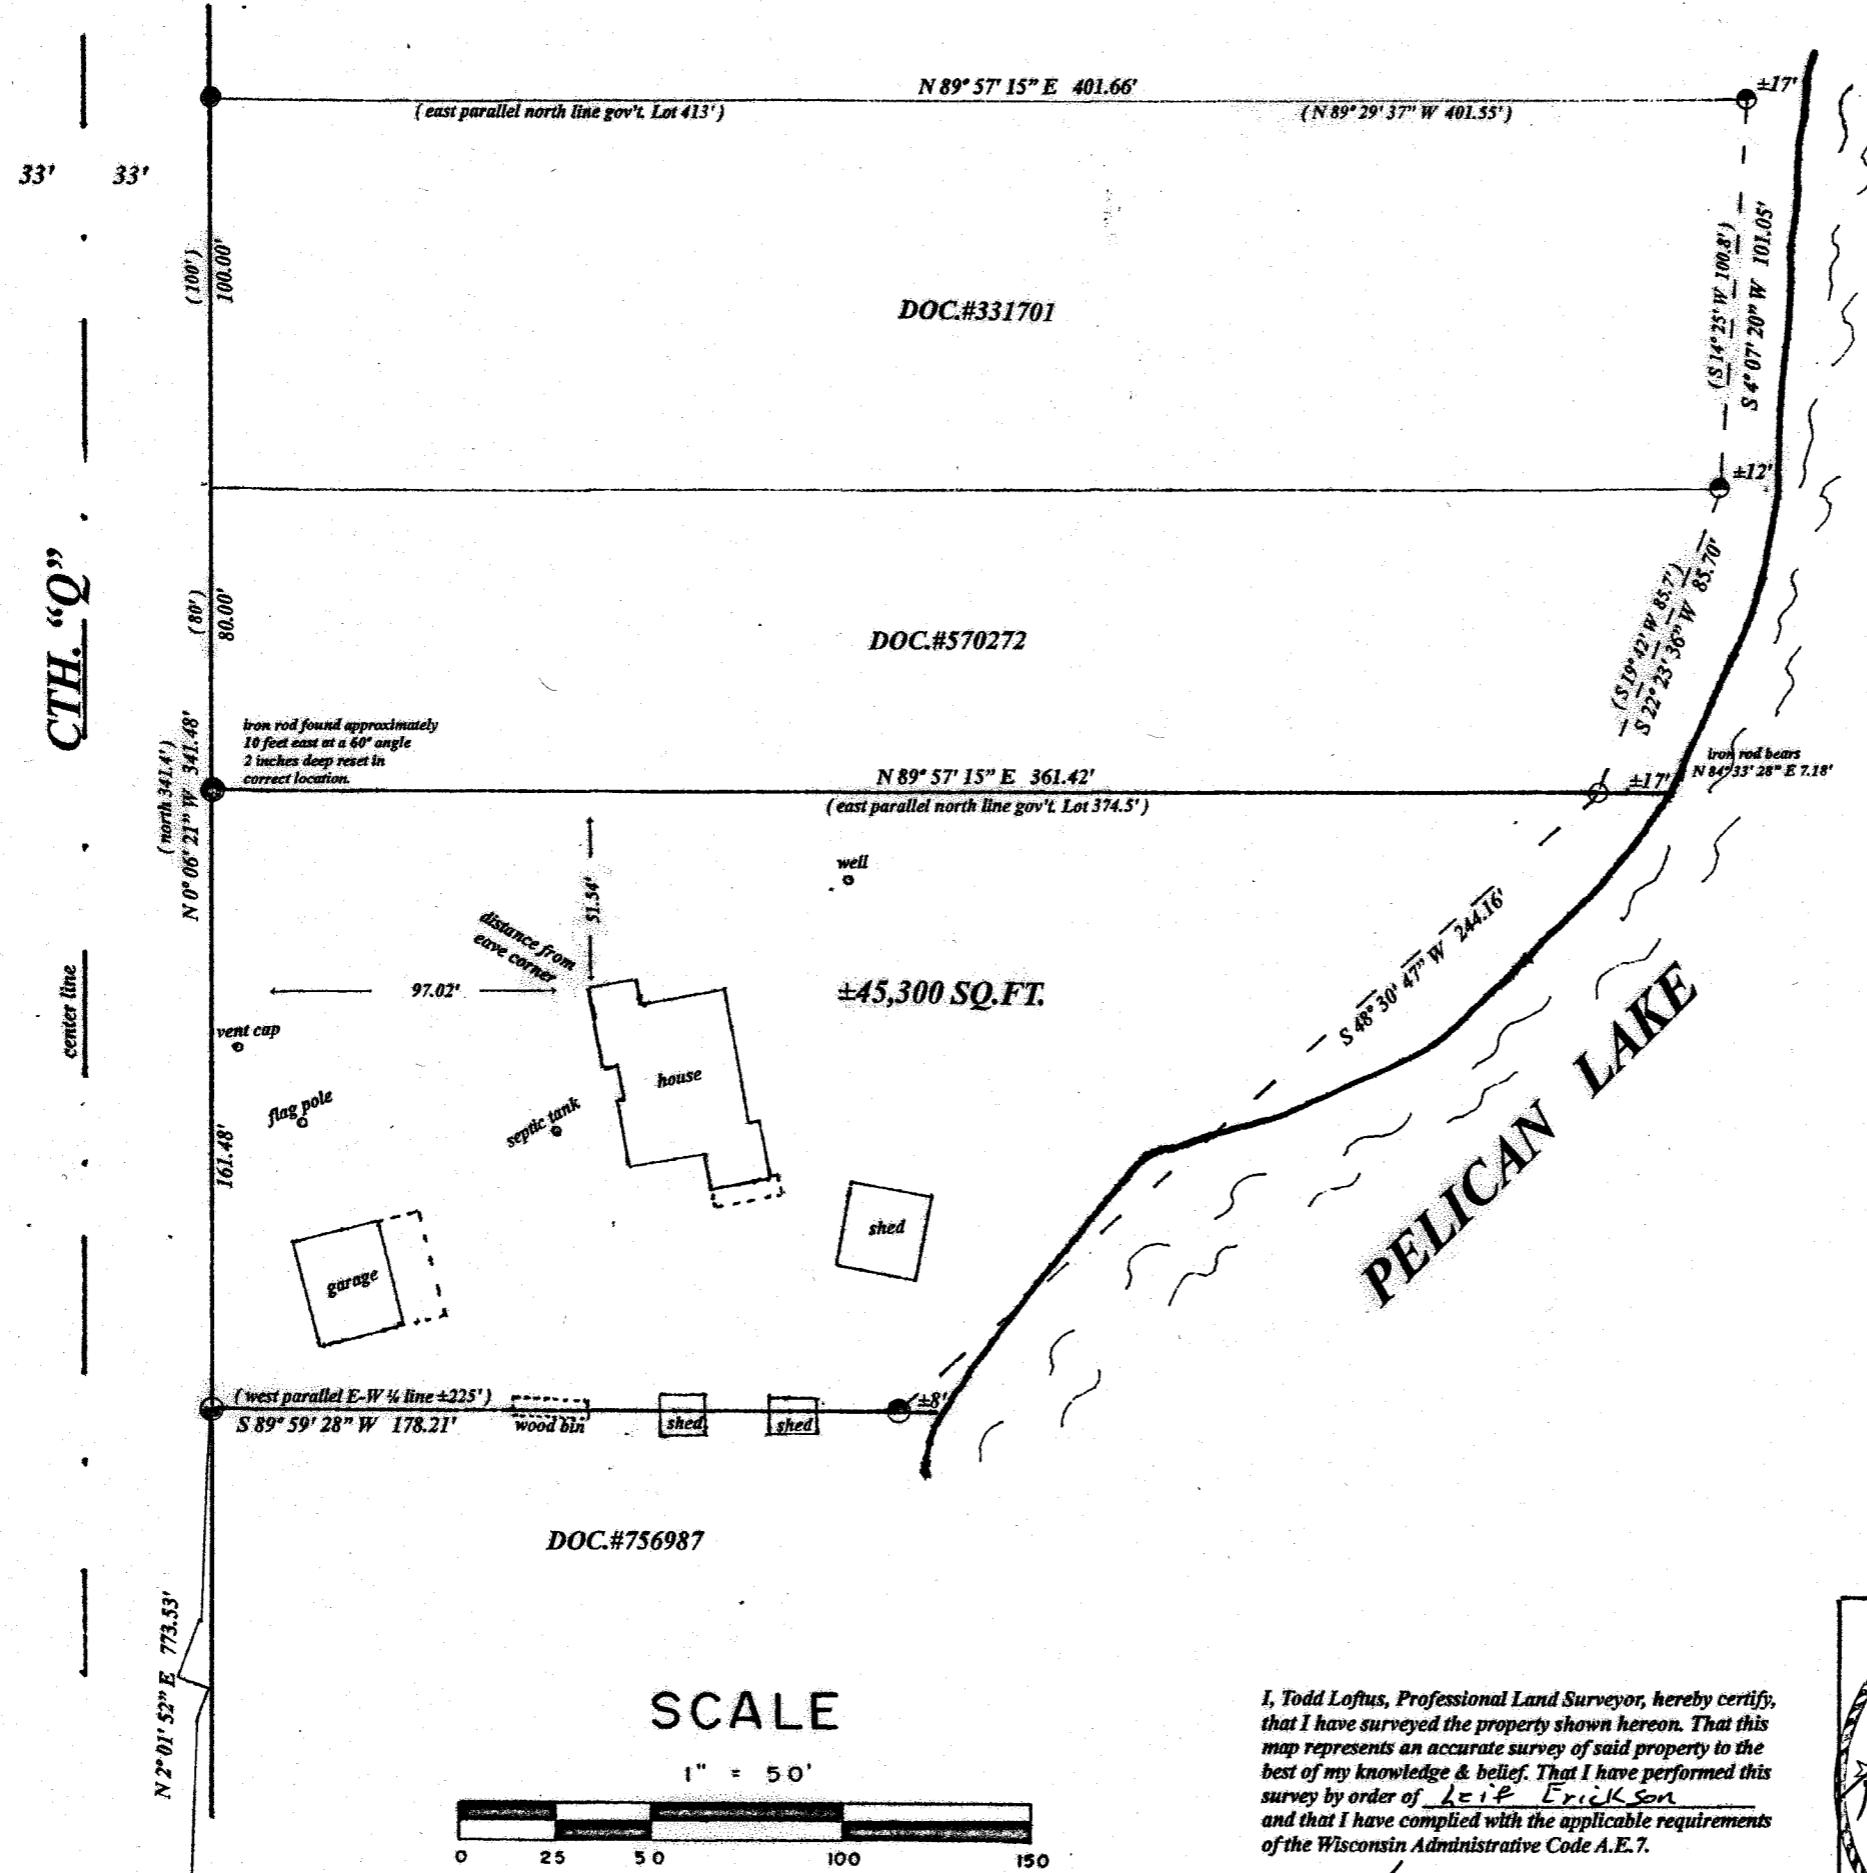 N 89° 57' 15" E 401.66'
±17'
( east parallel north line gov't. Lot 413' )
( N 89° 29' 37" W 401.55')
33' 33'
( 100' )
100.00'
( S 14° 25' W 100.8' )
S 4° 07' 20" W 101.05'
DOC.#331701
±12'
CTH. "Q"
( 80' )
80.00'
DOC.#570272
( S 19° 42' W 85.7' )
S 22° 23' 36" W 85.70'
iron rod found approximately
10 feet east at a 60° angle
2 inches deep reset in
correct location.
( north 341.4' )
N 0° 06' 21" W 341.48'
N 89° 57' 15" E 361.42'
( east parallel north line gov't. Lot 374.5' )
±17'
iron rod bears
N 84° 33' 28" E 7.18'
well
51.54'
distance from
eave corner
97.02'
±45,300 SQ.FT.
S 48° 30' 47" W 244.16'
PELICAN LAKE
center line
vent cap
flag pole
septic tank
house
161.48'
garage
shed
( west parallel E-W ¼ line ±225' )
S 89° 59' 28" W 178.21'
wood bin
shed
shed
±8'
DOC.#756987
N 2° 01' 52" E 773.53'
SCALE
1" = 50'
0 25 50 100 150
I, Todd Loftus, Professional Land Surveyor, hereby certify,
that I have surveyed the property shown hereon. That this
map represents an accurate survey of said property to the
best of my knowledge & belief. That I have performed this
survey by order of Leif Erickson
and that I have complied with the applicable requirements
of the Wisconsin Administrative Code A.E.7.